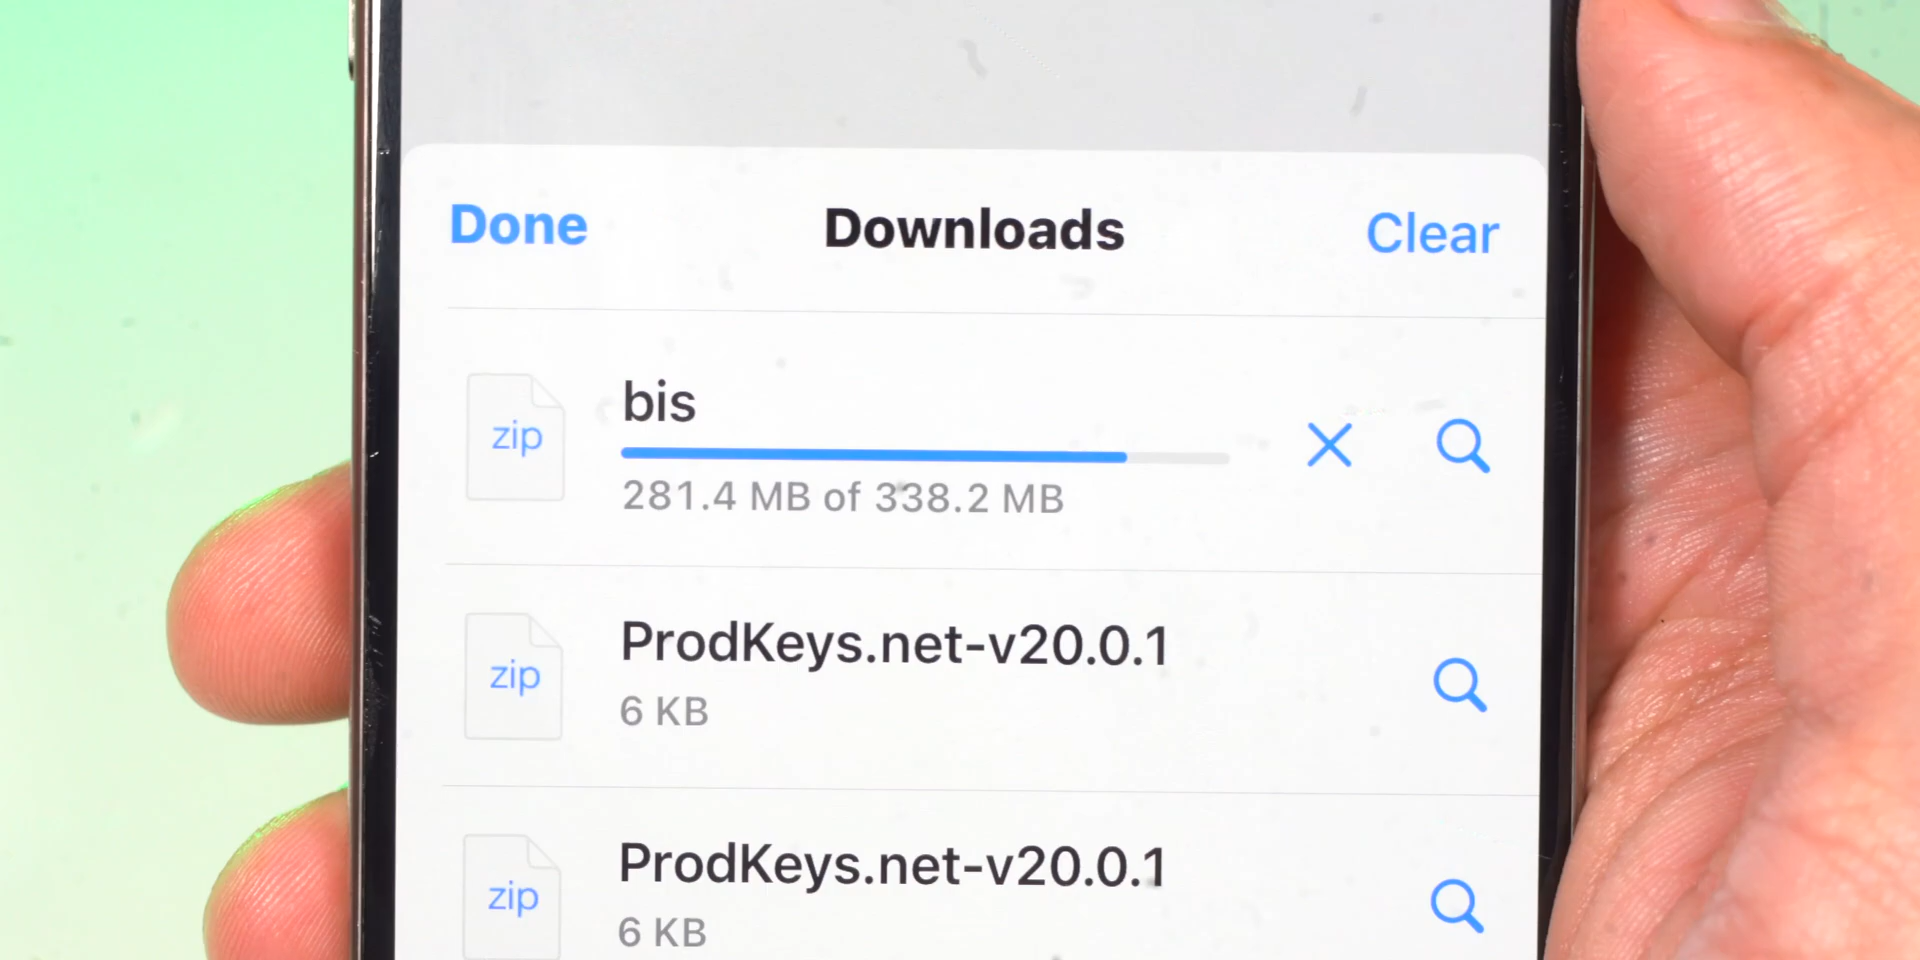 Done Downloads Clear
zip
bis
281.4 MB of 338.2 MB
zip
ProdKeys.net-v20.0.1
6 KB
zip
ProdKeys.net-v20.0.1
6 KB